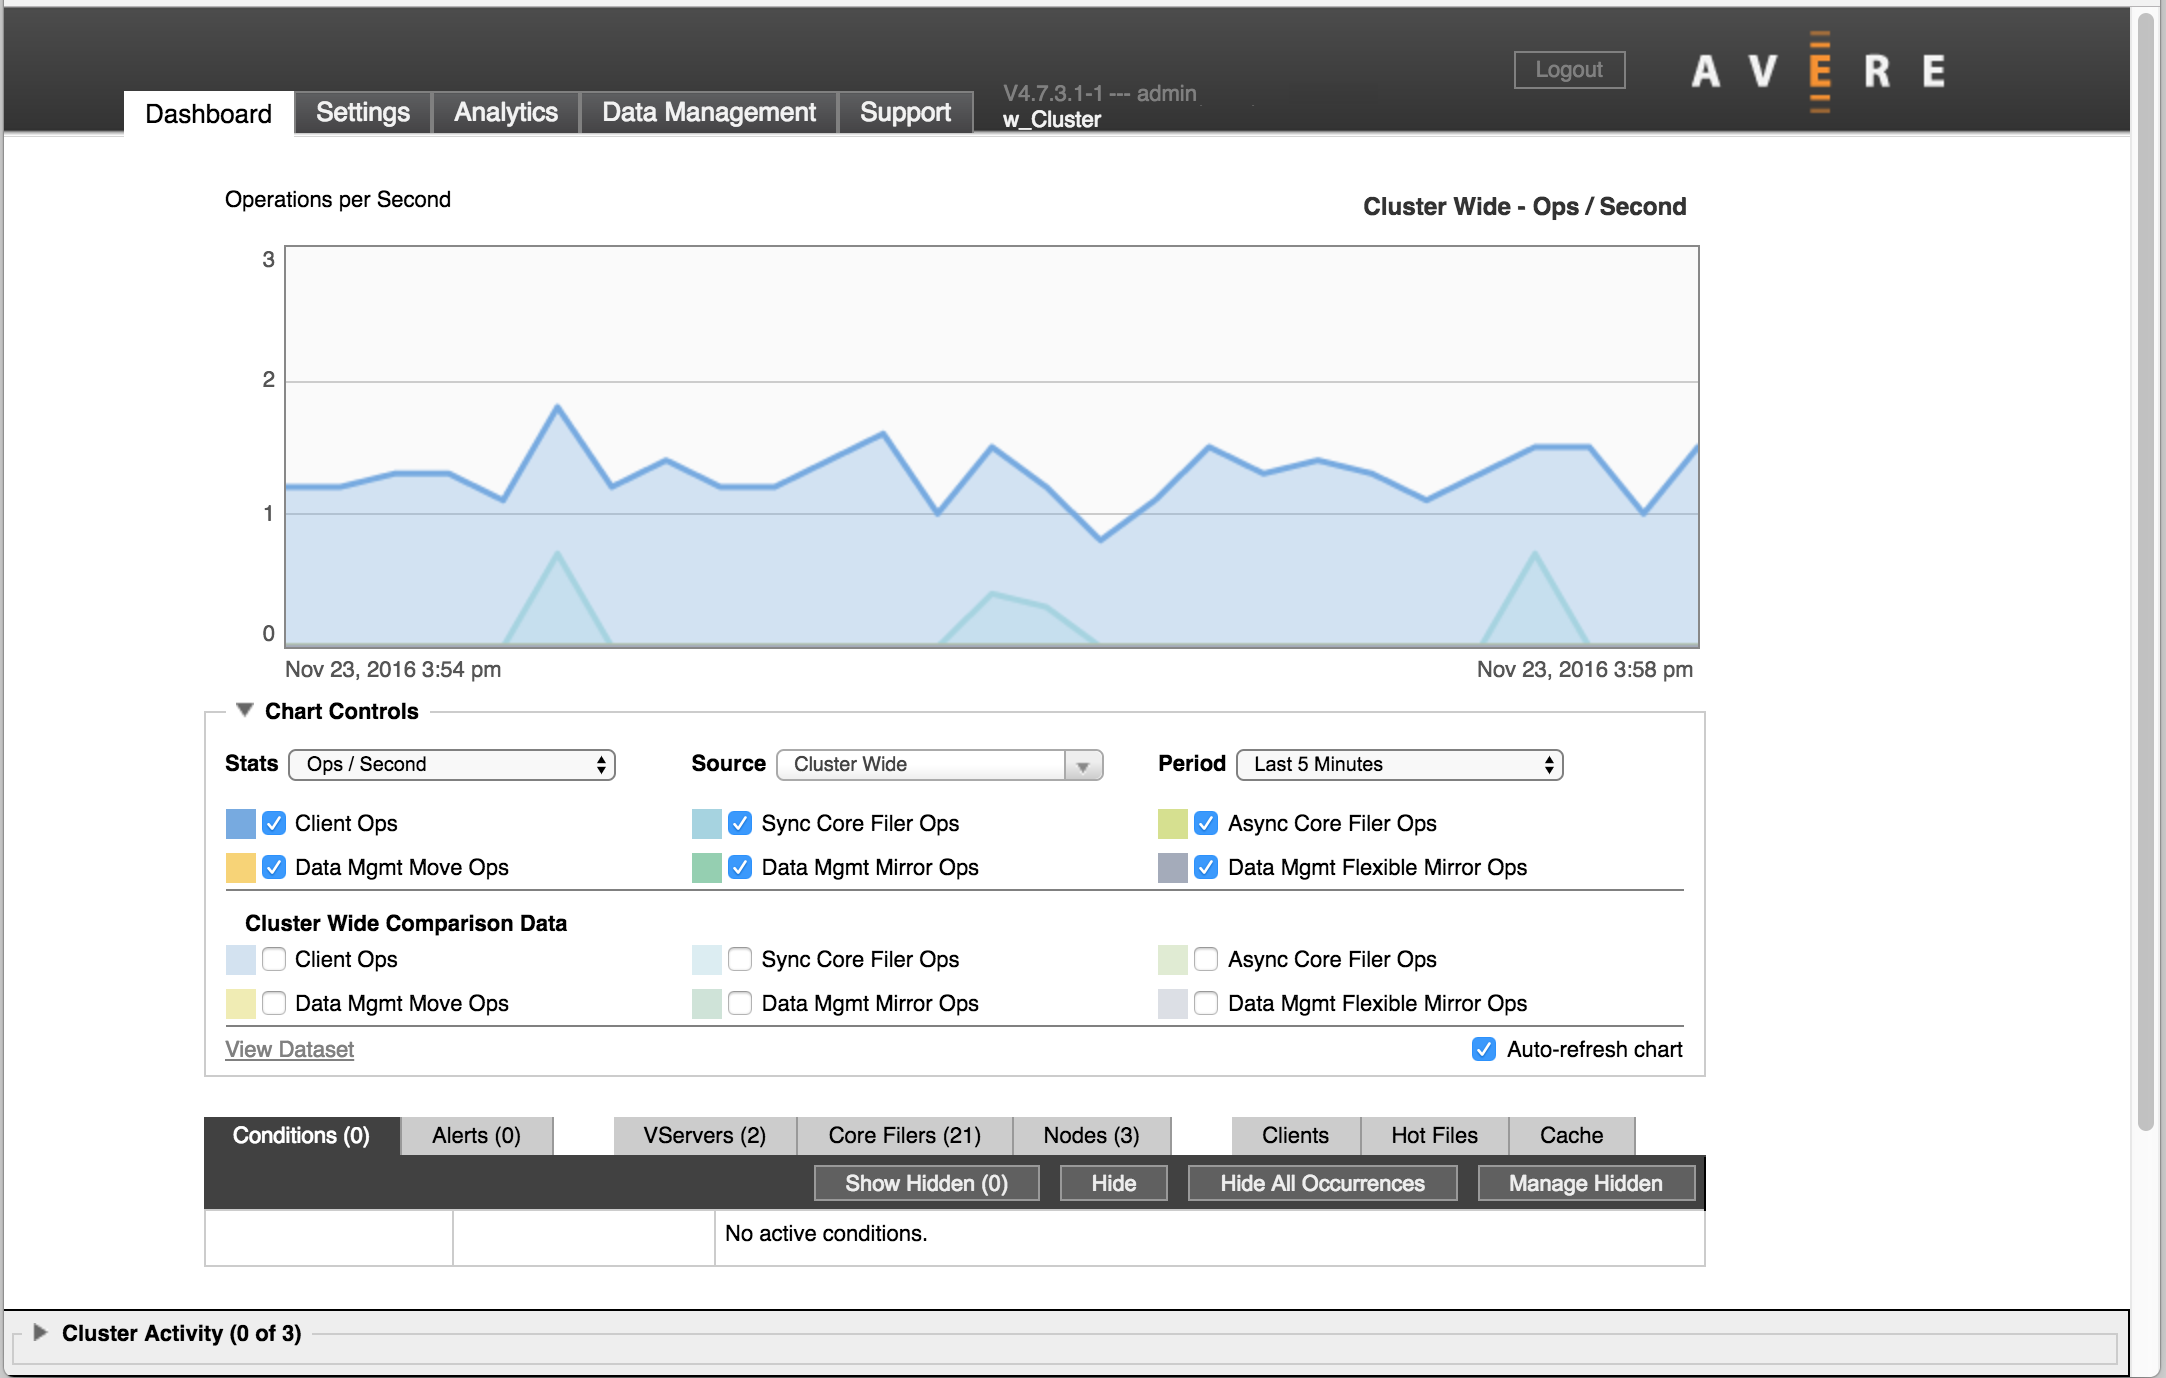 Logout
A V E R E
V4.7.3.1-1 --- admin
Dashboard Settings Analytics Data Management Support
w_Cluster
Operations per Second
Cluster Wide - Ops / Second
3
2
1
0
Nov 23, 2016 3:54 pm Nov 23, 2016 3:58 pm
Chart Controls
Stats Ops / Second Source Cluster Wide Period Last 5 Minutes
Client Ops Sync Core Filer Ops Async Core Filer Ops
Data Mgmt Move Ops Data Mgmt Mirror Ops Data Mgmt Flexible Mirror Ops
Cluster Wide Comparison Data
Client Ops Sync Core Filer Ops Async Core Filer Ops
Data Mgmt Move Ops Data Mgmt Mirror Ops Data Mgmt Flexible Mirror Ops
View Dataset Auto-refresh chart
Conditions (0) Alerts (0) VServers (2) Core Filers (21) Nodes (3) Clients Hot Files Cache
Show Hidden (0) Hide Hide All Occurrences Manage Hidden
No active conditions.
Cluster Activity (0 of 3)